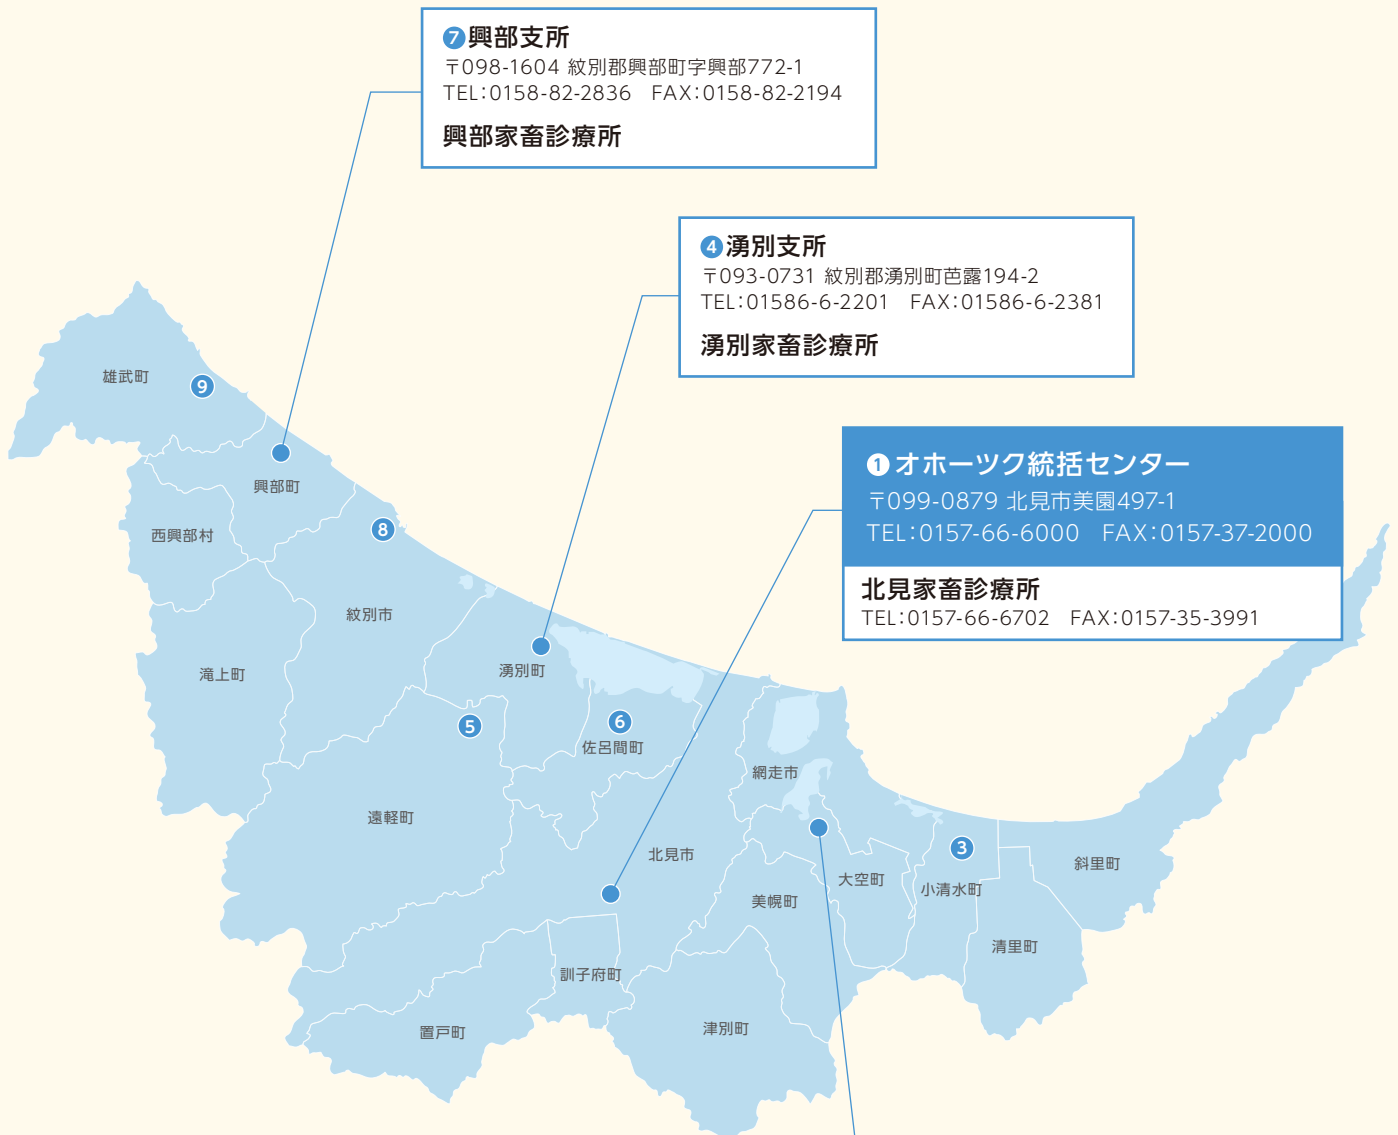 ❼興部支所
〒098-1604 紋別郡興部町字興部772-1
TEL:0158-82-2836　FAX:0158-82-2194
興部家畜診療所
❹湧別支所
〒093-0731 紋別郡湧別町芭露194-2
TEL:01586-6-2201　FAX:01586-6-2381
湧別家畜診療所
❶オホーツク統括センター
〒099-0879 北見市美園497-1
TEL:0157-66-6000　FAX:0157-37-2000
北見家畜診療所
TEL:0157-66-6702　FAX:0157-35-3991
雄武町
❾
興部町
西興部村
❽
紋別市
滝上町
湧別町
❺
❻
佐呂間町
網走市
遠軽町
北見市
❸
大空町
小清水町
斜里町
美幌町
清里町
訓子府町
置戸町
津別町